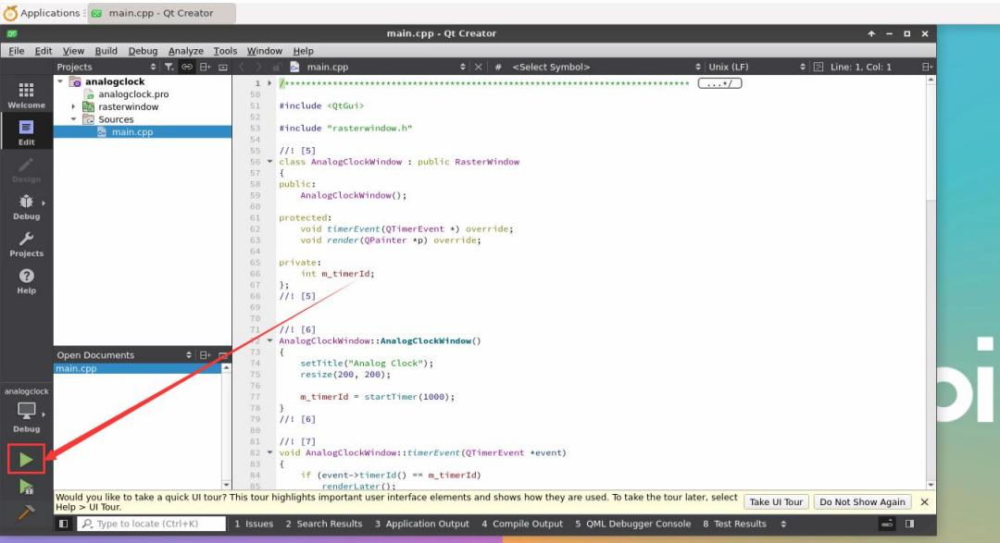 Applications
main.cpp - Qt Creator
main.cpp - Qt Creator
File Edit View Build Debug Analyze Tools Window Help
Projects
main.cpp
# <Select Symbol>
Unix (LF)
Line: 1, Col: 1
Welcome
Edit
Design
Debug
Projects
Help
analogclock
Debug
analogclock
analogclock.pro
rasterwindow
Sources
main.cpp
Open Documents
main.cpp
1 /**************************************************************************** ...*/
50
51 #include <QtGui>
52
53 #include "rasterwindow.h"
54
55 //! [5]
56 class AnalogClockWindow : public RasterWindow
57 {
58 public:
59     AnalogClockWindow();
60
61 protected:
62     void timerEvent(QTimerEvent *) override;
63     void render(QPainter *p) override;
64
65 private:
66     int m_timerId;
67 };
68 //! [5]
69
70
71 //! [6]
72 AnalogClockWindow::AnalogClockWindow()
73 {
74     setTitle("Analog Clock");
75     resize(200, 200);
76
77     m_timerId = startTimer(1000);
78 }
79 //! [6]
80
81 //! [7]
82 void AnalogClockWindow::timerEvent(QTimerEvent *event)
83 {
84     if (event->timerId() == m_timerId)
85         renderLater();
Would you like to take a quick UI tour? This tour highlights important user interface elements and shows how they are used. To take the tour later, select
Help > UI Tour.
Take UI Tour
Do Not Show Again
Type to locate (Ctrl+K)
1 Issues 2 Search Results 3 Application Output 4 Compile Output 5 QML Debugger Console 8 Test Results
pi